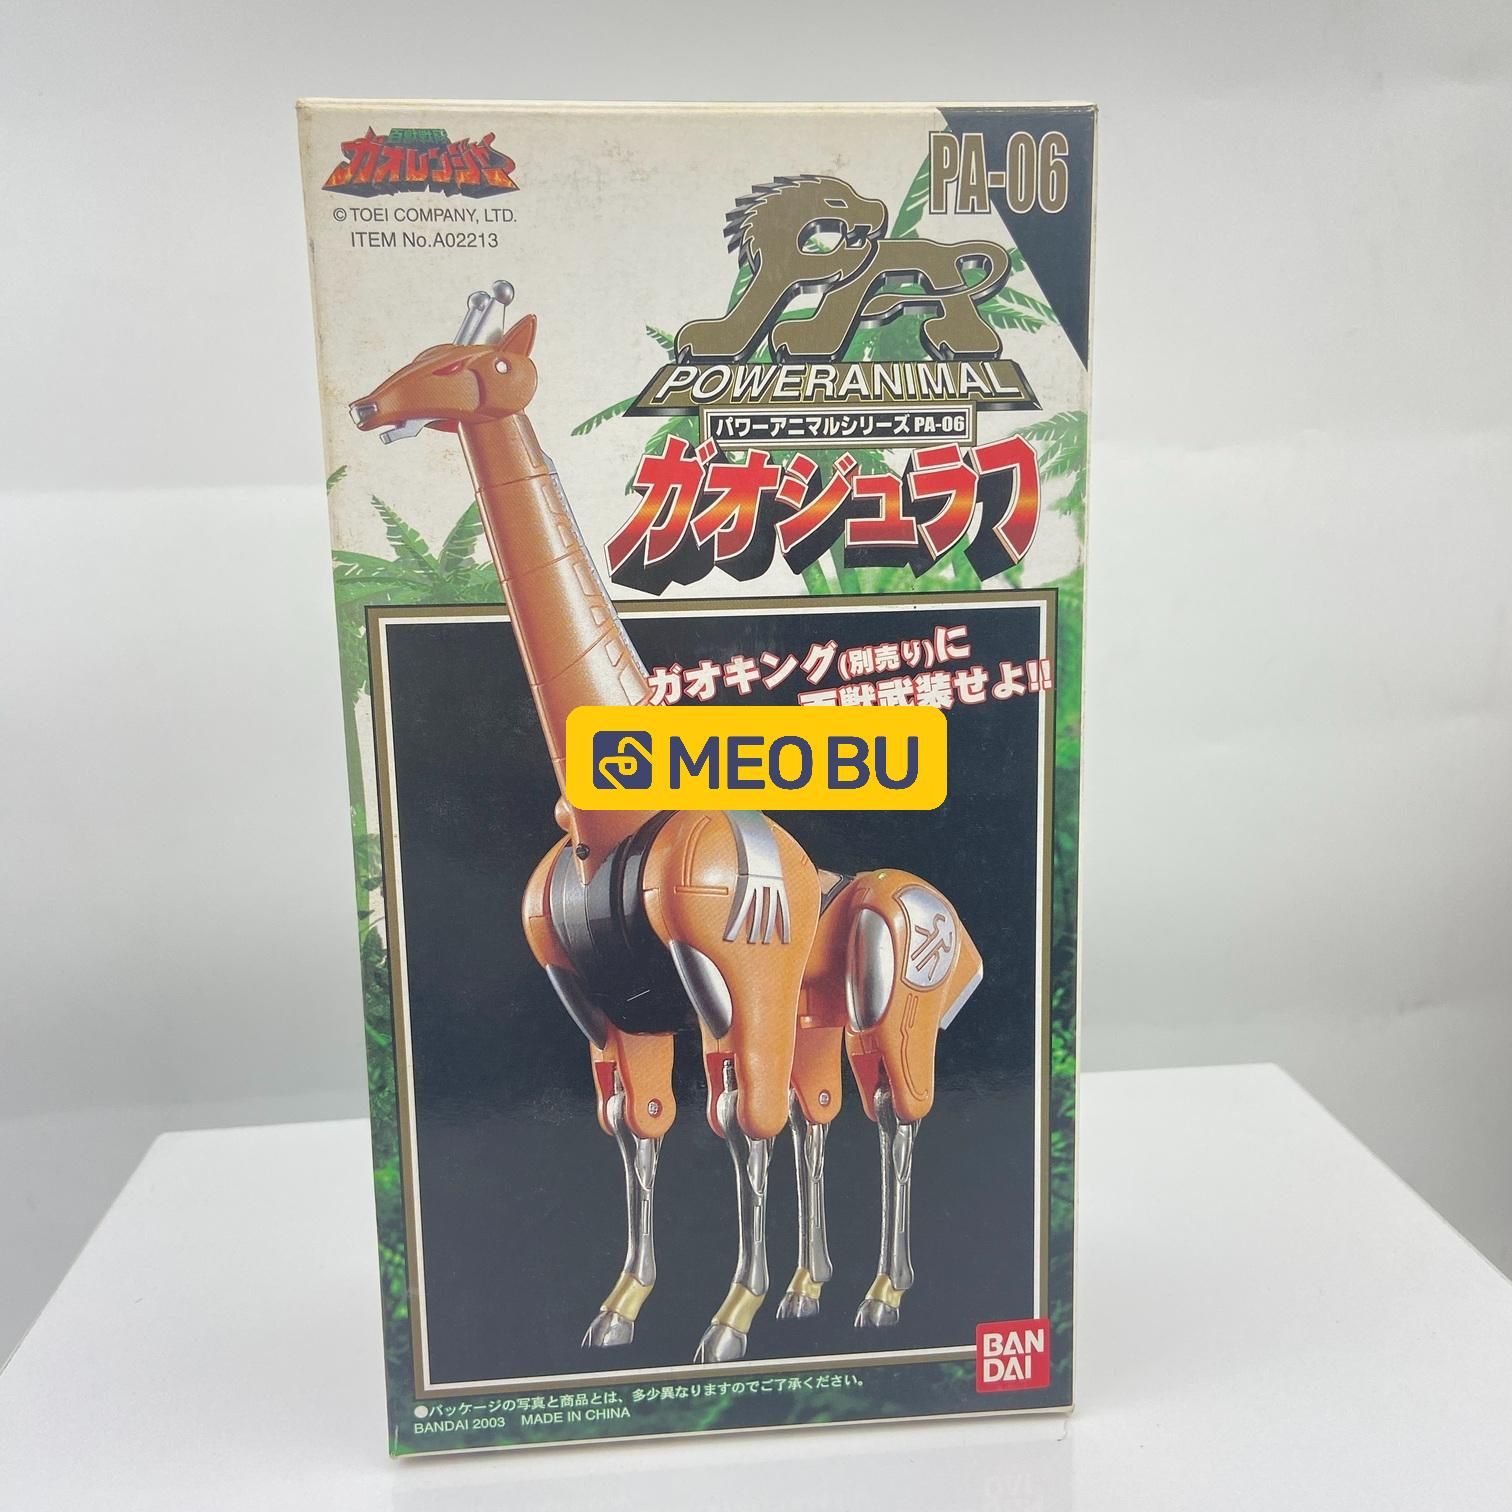 百獣戦隊
ガオレンジャー
© TOEI COMPANY, LTD.
ITEM No.A02213
PA-06
PA
POWERANIMAL
パワーアニマルシリーズ PA-06
ガオジュラフ
ガオキング(別売り)に
百獣武装せよ!!
MEO BU
BAN
DAI
●パッケージの写真と商品とは、多少異なりますのでご了承ください。
BANDAI 2003 MADE IN CHINA